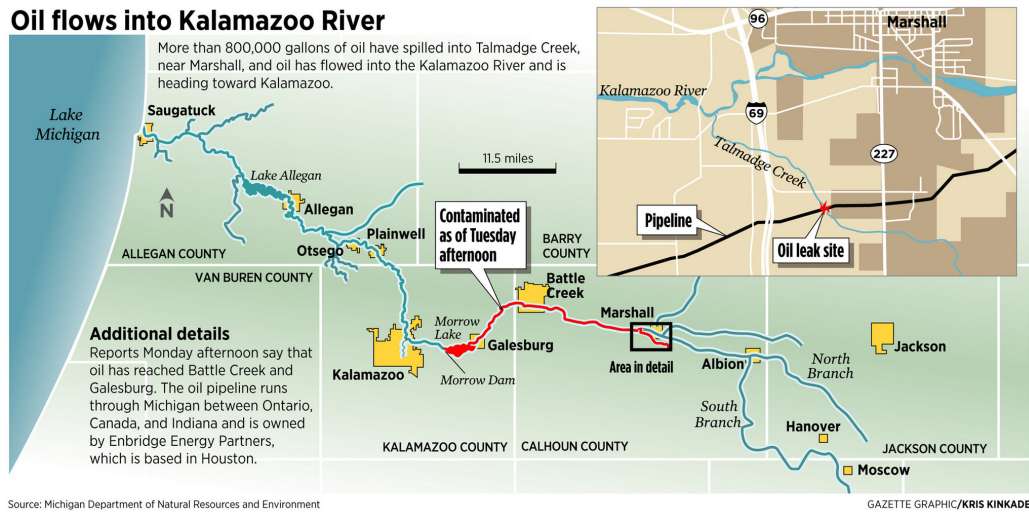 Oil flows into Kalamazoo River
More than 800,000 gallons of oil have spilled into Talmadge Creek,
near Marshall, and oil has flowed into the Kalamazoo River and is
heading toward Kalamazoo.
Lake
Michigan
Saugatuck
N
Lake Allegan
Allegan
Otsego
Plainwell
ALLEGAN COUNTY
VAN BUREN COUNTY
11.5 miles
Contaminated
as of Tuesday
afternoon
BARRY
COUNTY
Battle
Creek
Marshall
Area in detail
Morrow
Lake
Galesburg
Kalamazoo
Morrow Dam
Albion
North
Branch
South
Branch
Jackson
Hanover
Moscow
KALAMAZOO COUNTY
CALHOUN COUNTY
JACKSON COUNTY
96
Marshall
Kalamazoo River
69
Talmadge Creek
227
Pipeline
Oil leak site
Additional details
Reports Monday afternoon say that
oil has reached Battle Creek and
Galesburg. The oil pipeline runs
through Michigan between Ontario,
Canada, and Indiana and is owned
by Enbridge Energy Partners,
which is based in Houston.
Source: Michigan Department of Natural Resources and Environment
GAZETTE GRAPHIC/KRIS KINKADE